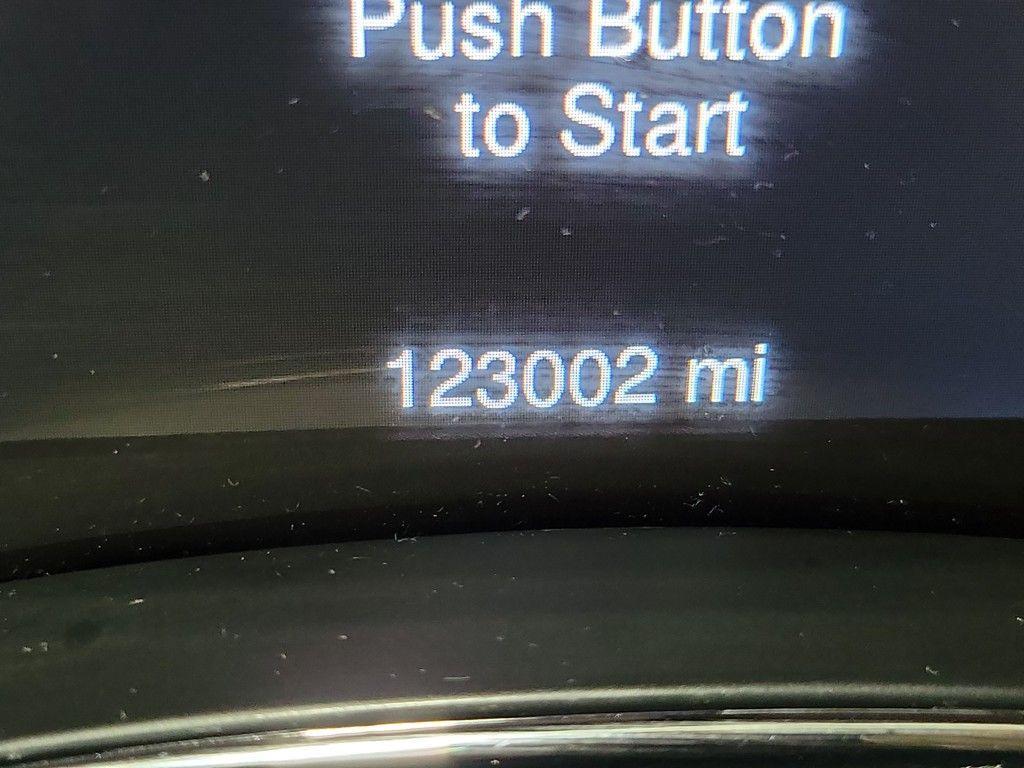 Push Button
to Start
123002 mi